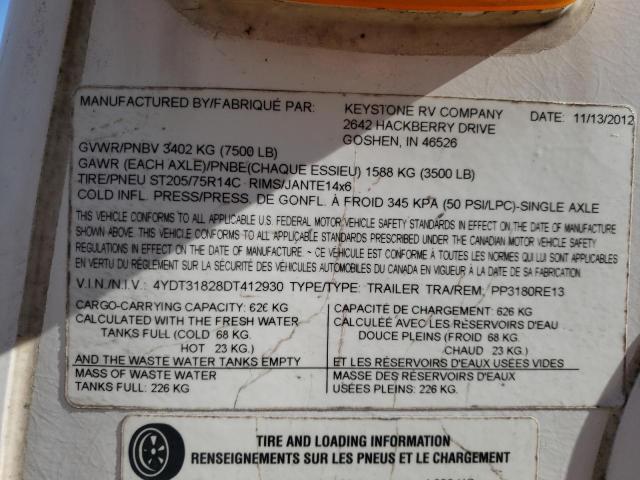 MANUFACTURED BY/FABRIQUÉ PAR: KEYSTONE RV COMPANY DATE: 11/13/2012
2642 HACKBERRY DRIVE
GOSHEN, IN 46526
GVWR/PNBV 3402 KG (7500 LB)
GAWR (EACH AXLE)/PNBE(CHAQUE ESSIEU) 1588 KG (3500 LB)
TIRE/PNEU ST205/75R14C RIMS/JANTE14x6
COLD INFL. PRESS/PRESS. DE GONFL. À FROID 345 KPA (50 PSI/LPC)-SINGLE AXLE
THIS VEHICLE CONFORMS TO ALL APPLICABLE U.S. FEDERAL MOTOR VEHICLE SAFETY STANDARDS IN EFFECT ON THE DATE OF MANUFACTURE
SHOWN ABOVE. THIS VEHICLE CONFORMS TO ALL APPLICABLE STANDARDS PRESCRIBED UNDER THE CANADIAN MOTOR VEHICLE SAFETY
REGULATIONS IN EFFECT ON THE DATE OF MANUFACTURE. ~ CE VÉHICULE EST CONFORME À TOUTES LES NORMES QUI LUI SONT APPLICABLES
EN VERTU DU RÉGLEMENT SUR LA SÉCURITÉ DES VÉHICULES AUTOMOBILES DU CANADA EN VIGUEUR À LA DATE DE SA FABRICATION.
V.I.N./N.I.V.: 4YDT31828DT412930 TYPE/TYPE: TRAILER TRA/REM, PP3180RE13
CARGO-CARRYING CAPACITY: 626 KG
CALCULATED WITH THE FRESH WATER
TANKS FULL (COLD 68 KG.
HOT 23 KG.)
AND THE WASTE WATER TANKS EMPTY
MASS OF WASTE WATER
TANKS FULL: 226 KG
CAPACITÉ DE CHARGEMENT: 626 KG
CALCULÉE AVEC LES RÉSERVOIRS D'EAU
DOUCE PLEINS (FROID 68 KG.
CHAUD 23 KG.)
ET LES RÉSERVOIRS D'EAUX USÉES VIDES
MASSE DES RÉSERVOIRS D'EAUX
USÉES PLEINS: 226 KG.
TIRE AND LOADING INFORMATION
RENSEIGNEMENTS SUR LES PNEUS ET LE CHARGEMENT